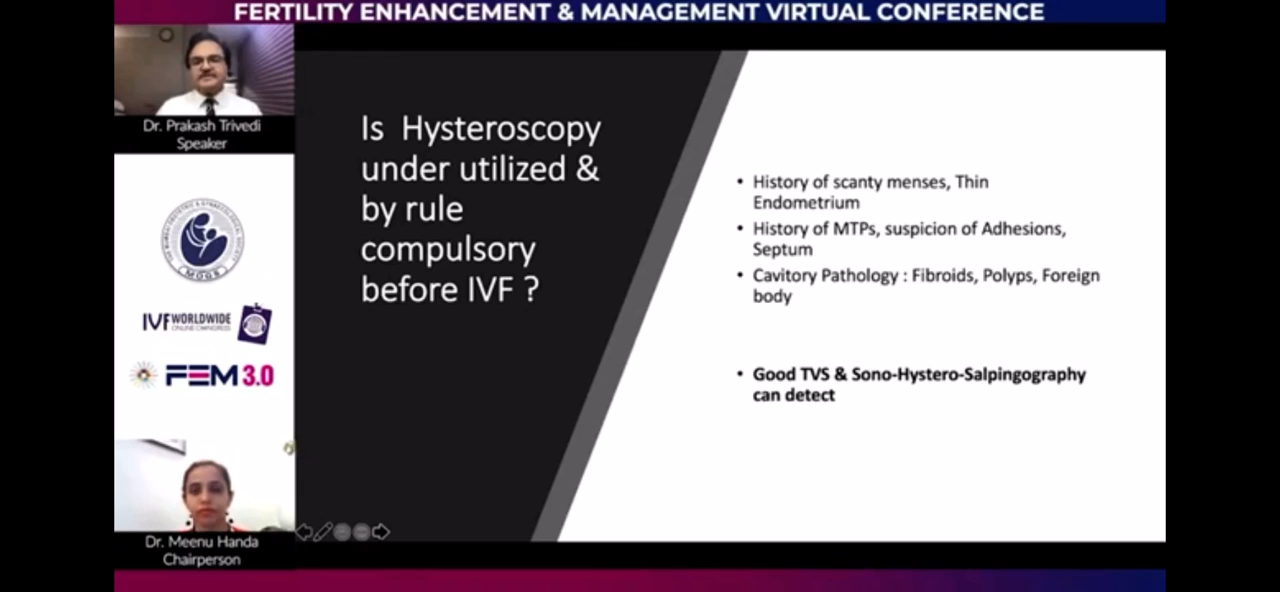 FERTILITY ENHANCEMENT & MANAGEMENT VIRTUAL CONFERENCE
Dr. Prakash Trivedi
Speaker
MOGS
IVF WORLDWIDE
ONLINE CONGRESS
FEM 3.0
Dr. Meenu Handa
Chairperson
Is Hysteroscopy
under utilized &
by rule
compulsory
before IVF ?
• History of scanty menses, Thin
Endometrium
• History of MTPs, suspicion of Adhesions,
Septum
• Cavitory Pathology : Fibroids, Polyps, Foreign
body
• Good TVS & Sono-Hystero-Salpingography
can detect